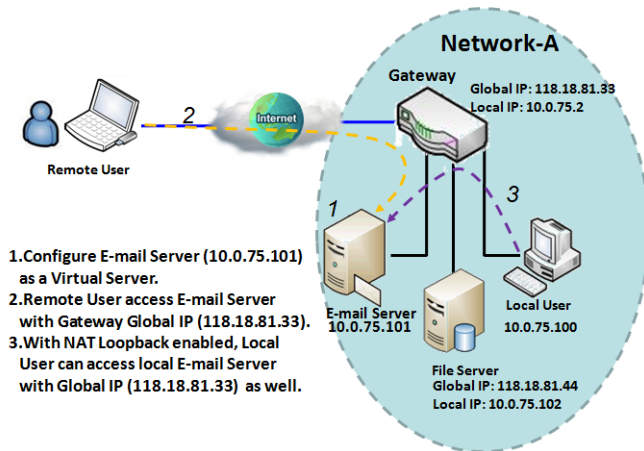 Network-A
Gateway
Global IP: 118.18.81.33
Local IP: 10.0.75.2
2
Internet
Remote User
1
3
E-mail Server
10.0.75.101
Local User
10.0.75.100
File Server
Global IP: 118.18.81.44
Local IP: 10.0.75.102
1.Configure E-mail Server (10.0.75.101)
as a Virtual Server.
2.Remote User access E-mail Server
with Gateway Global IP (118.18.81.33).
3.With NAT Loopback enabled, Local
User can access local E-mail Server
with Global IP (118.18.81.33) as well.